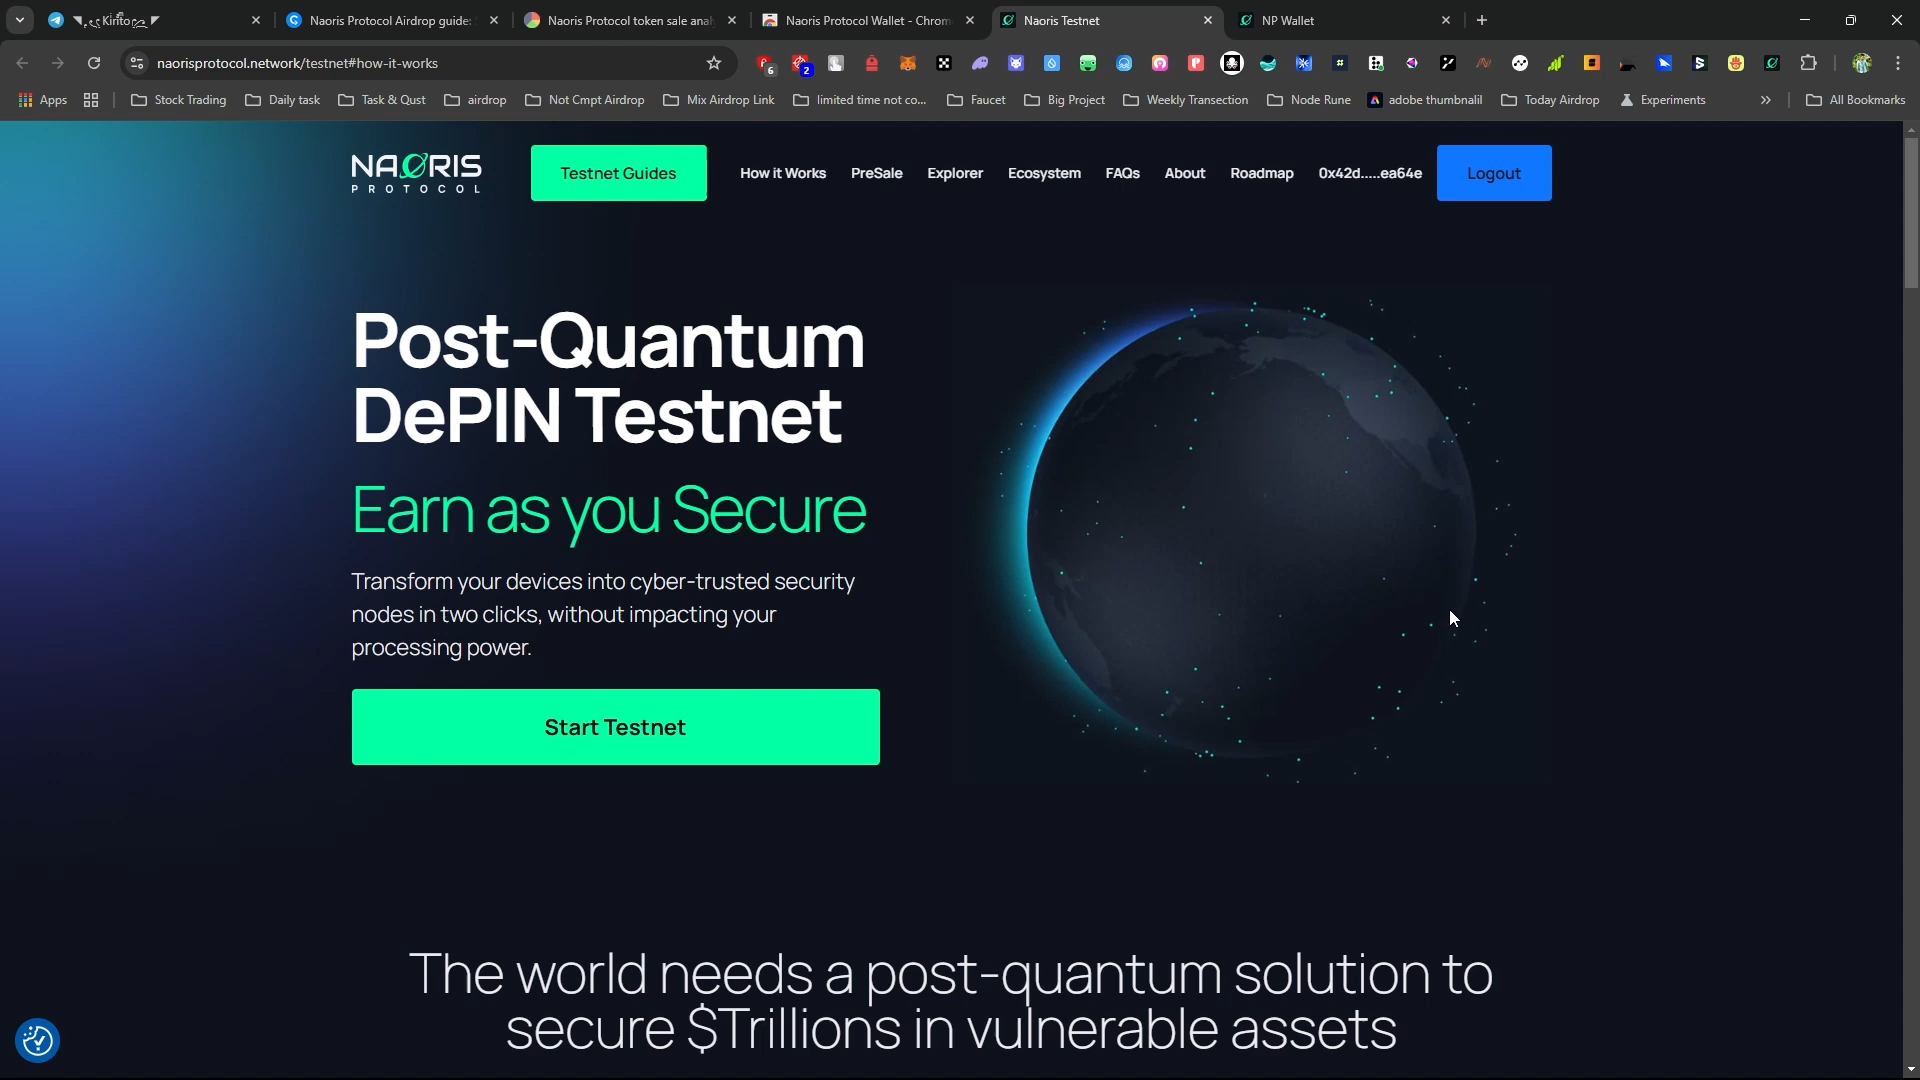 Kirito
Naoris Protocol Airdrop guide:
Naoris Protocol token sale anal
Naoris Protocol Wallet - Chrom
Naoris Testnet
NP Wallet
naorisprotocol.network/testnet#how-it-works
6
2
Apps
Stock Trading
Daily task
Task & Qust
airdrop
Not Cmpt Airdrop
Mix Airdrop Link
limited time not co...
Faucet
Big Project
Weekly Transection
Node Rune
adobe thumbnalil
Today Airdrop
Experiments
All Bookmarks
NAORIS
PROTOCOL
Testnet Guides
How it Works
PreSale
Explorer
Ecosystem
FAQs
About
Roadmap
0x42d.....ea64e
Logout
Post-Quantum
DePIN Testnet
Earn as you Secure
Transform your devices into cyber-trusted security
nodes in two clicks, without impacting your
processing power.
Start Testnet
The world needs a post-quantum solution to
secure $Trillions in vulnerable assets